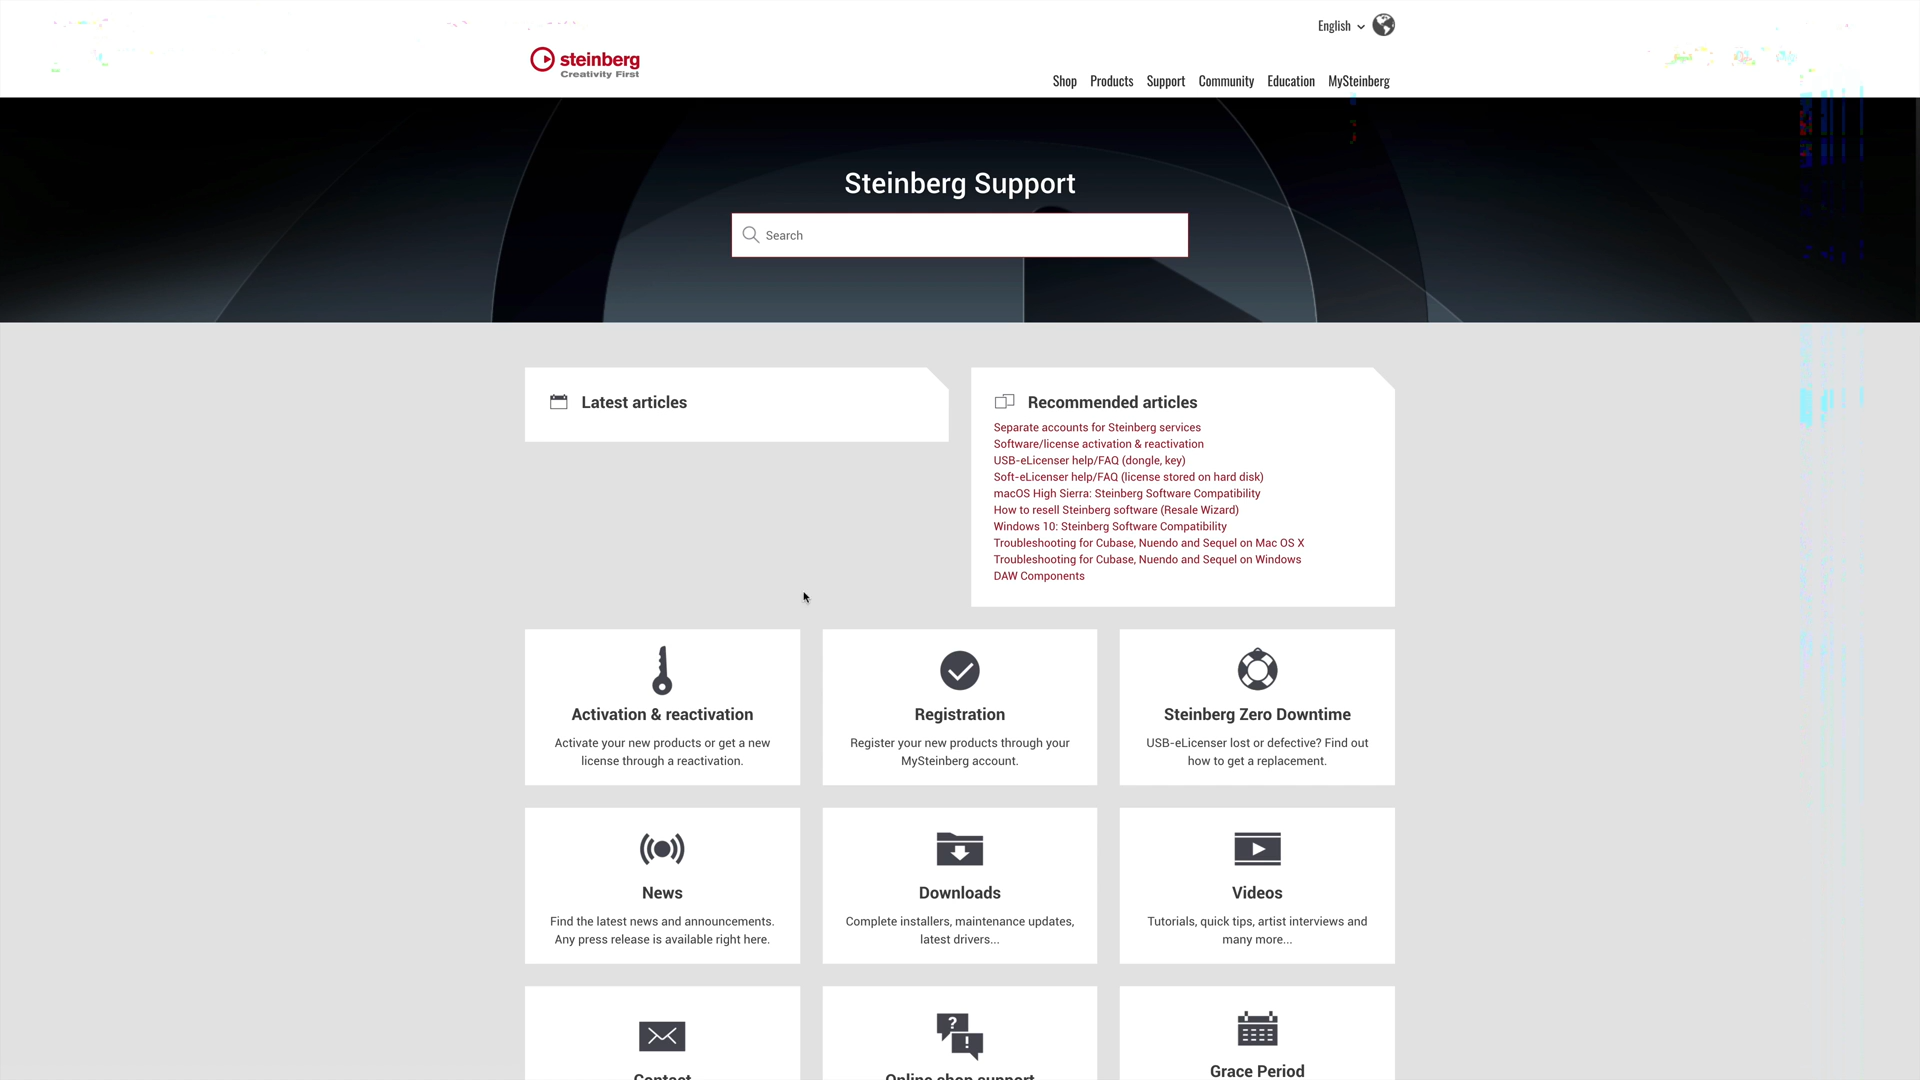 English
steinberg
Creativity First
Shop Products Support Community Education MySteinberg
Steinberg Support
Search
Latest articles
Recommended articles
Separate accounts for Steinberg services
Software/license activation & reactivation
USB-eLicenser help/FAQ (dongle, key)
Soft-eLicenser help/FAQ (license stored on hard disk)
macOS High Sierra: Steinberg Software Compatibility
How to resell Steinberg software (Resale Wizard)
Windows 10: Steinberg Software Compatibility
Troubleshooting for Cubase, Nuendo and Sequel on Mac OS X
Troubleshooting for Cubase, Nuendo and Sequel on Windows
DAW Components
Activation & reactivation
Activate your new products or get a new
license through a reactivation.
Registration
Register your new products through your
MySteinberg account.
Steinberg Zero Downtime
USB-eLicenser lost or defective? Find out
how to get a replacement.
News
Find the latest news and announcements.
Any press release is available right here.
Downloads
Complete installers, maintenance updates,
latest drivers...
Videos
Tutorials, quick tips, artist interviews and
many more...
Contact
Online shop support
Grace Period